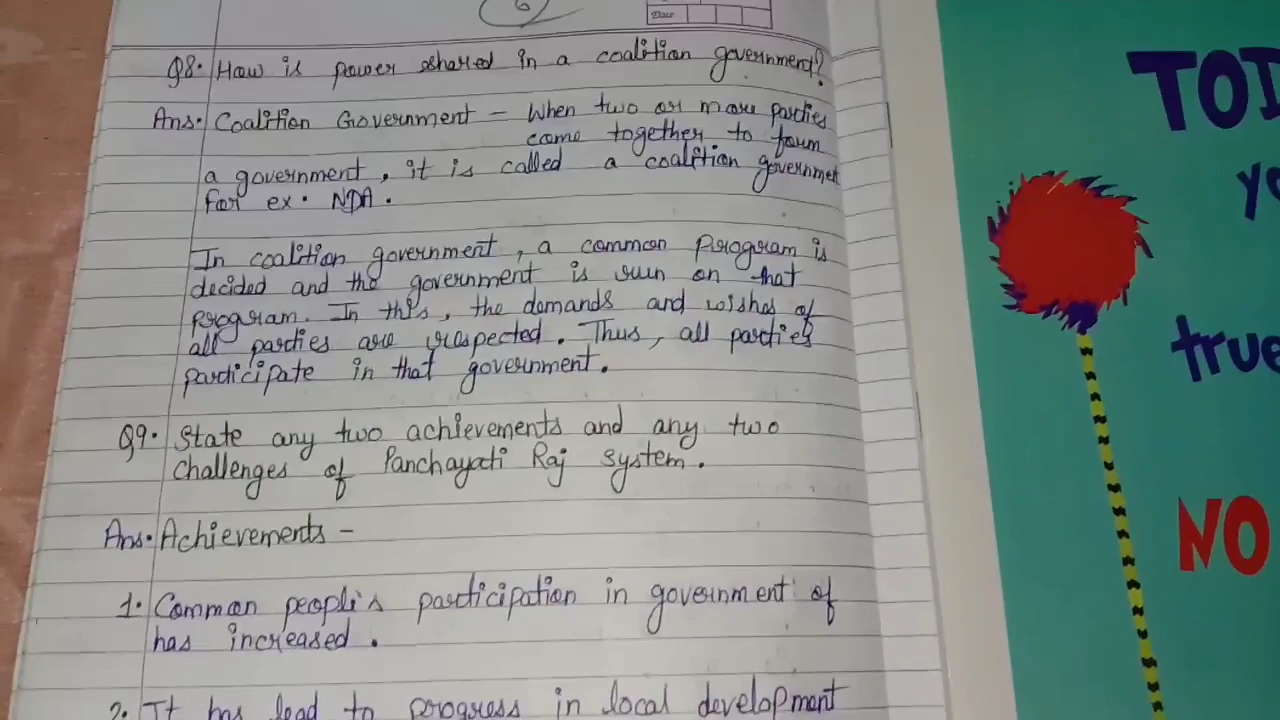 6
Date
Q8. How is power shared in a coalition government?
Ans. Coalition Government - When two or more parties
come together to form
a government, it is called a coalition governmet
for ex. NDA.
In coalition government, a common program is
decided and the government is run on that
program. In this, the demands and wishes of
all parties are respected. Thus, all parties
participate in that government.
Q9. State any two achievements and any two
challenges of Panchayati Raj system.
Ans. Achievements -
1. Common people's participation in government of
has increased.
2. It has lead to progress in local development
TOD
yo
true
NO